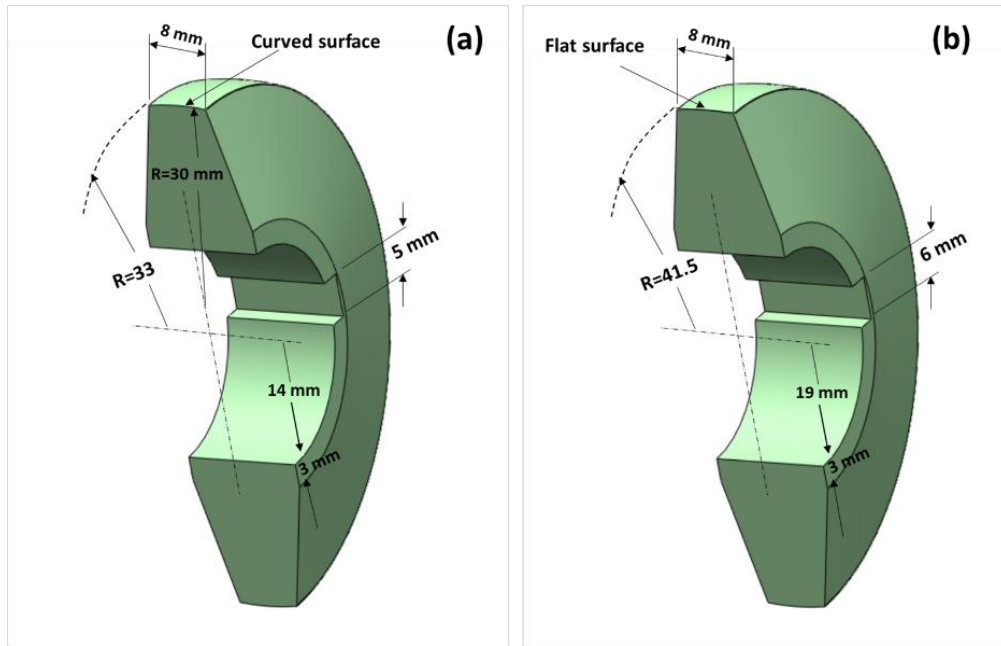 8 mm
Curved surface
(a)
R=30 mm
5 mm
R=33
14 mm
3 mm
8 mm
Flat surface
(b)
6 mm
R=41.5
19 mm
3 mm